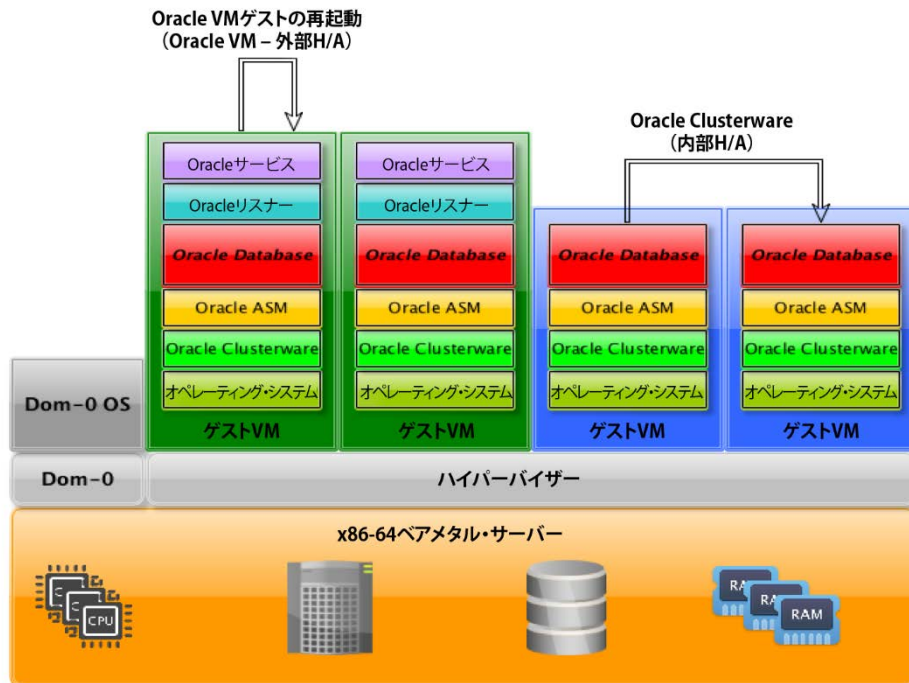 Oracle VMゲストの再起動
(Oracle VM – 外部H/A)
Oracle Clusterware
(内部H/A)
Oracleサービス
Oracleリスナー
Oracle Database
Oracle ASM
Oracle Clusterware
オペレーティング・システム
ゲストVM
Oracleサービス
Oracleリスナー
Oracle Database
Oracle ASM
Oracle Clusterware
オペレーティング・システム
ゲストVM
Oracle Database
Oracle ASM
Oracle Clusterware
オペレーティング・システム
ゲストVM
Oracle Database
Oracle ASM
Oracle Clusterware
オペレーティング・システム
ゲストVM
Dom-0 OS
Dom-0
ハイパーバイザー
x86-64ベアメタル・サーバー
CPU
RAM